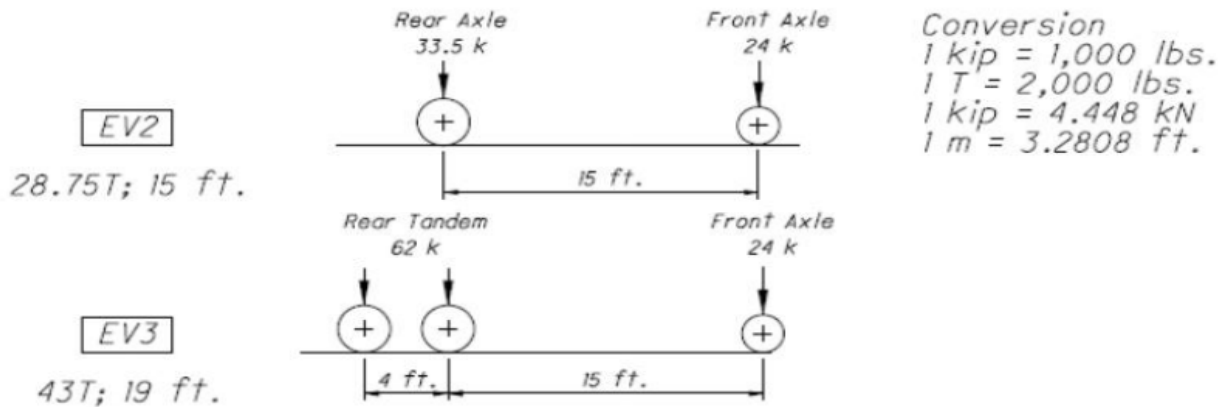 Rear Axle
33.5 k
Front Axle
24 k
EV2
28.75T; 15 ft.
15 ft.
Conversion
1 kip = 1,000 lbs.
1 T = 2,000 lbs.
1 kip = 4.448 kN
1 m = 3.2808 ft.
Rear Tandem
62 k
Front Axle
24 k
EV3
43T; 19 ft.
4 ft.
15 ft.